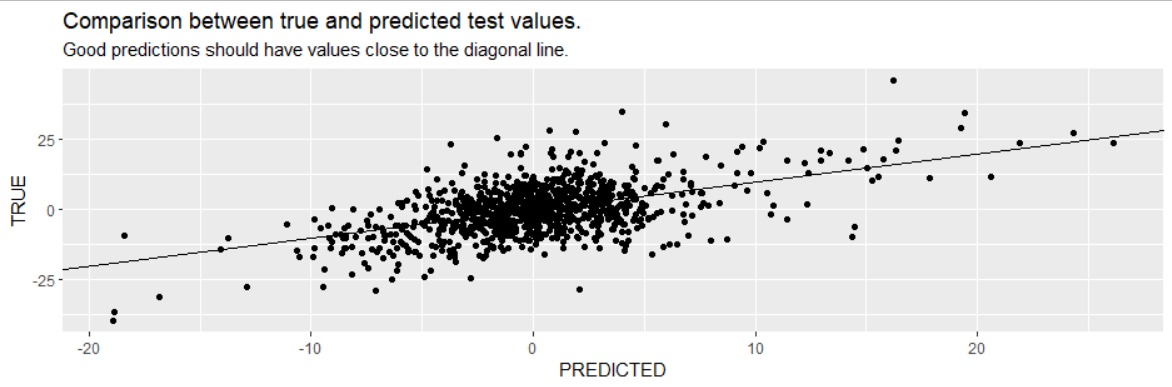 Comparison between true and predicted test values.
Good predictions should have values close to the diagonal line.
TRUE
25
0
-25
-20
-10
0
10
20
PREDICTED